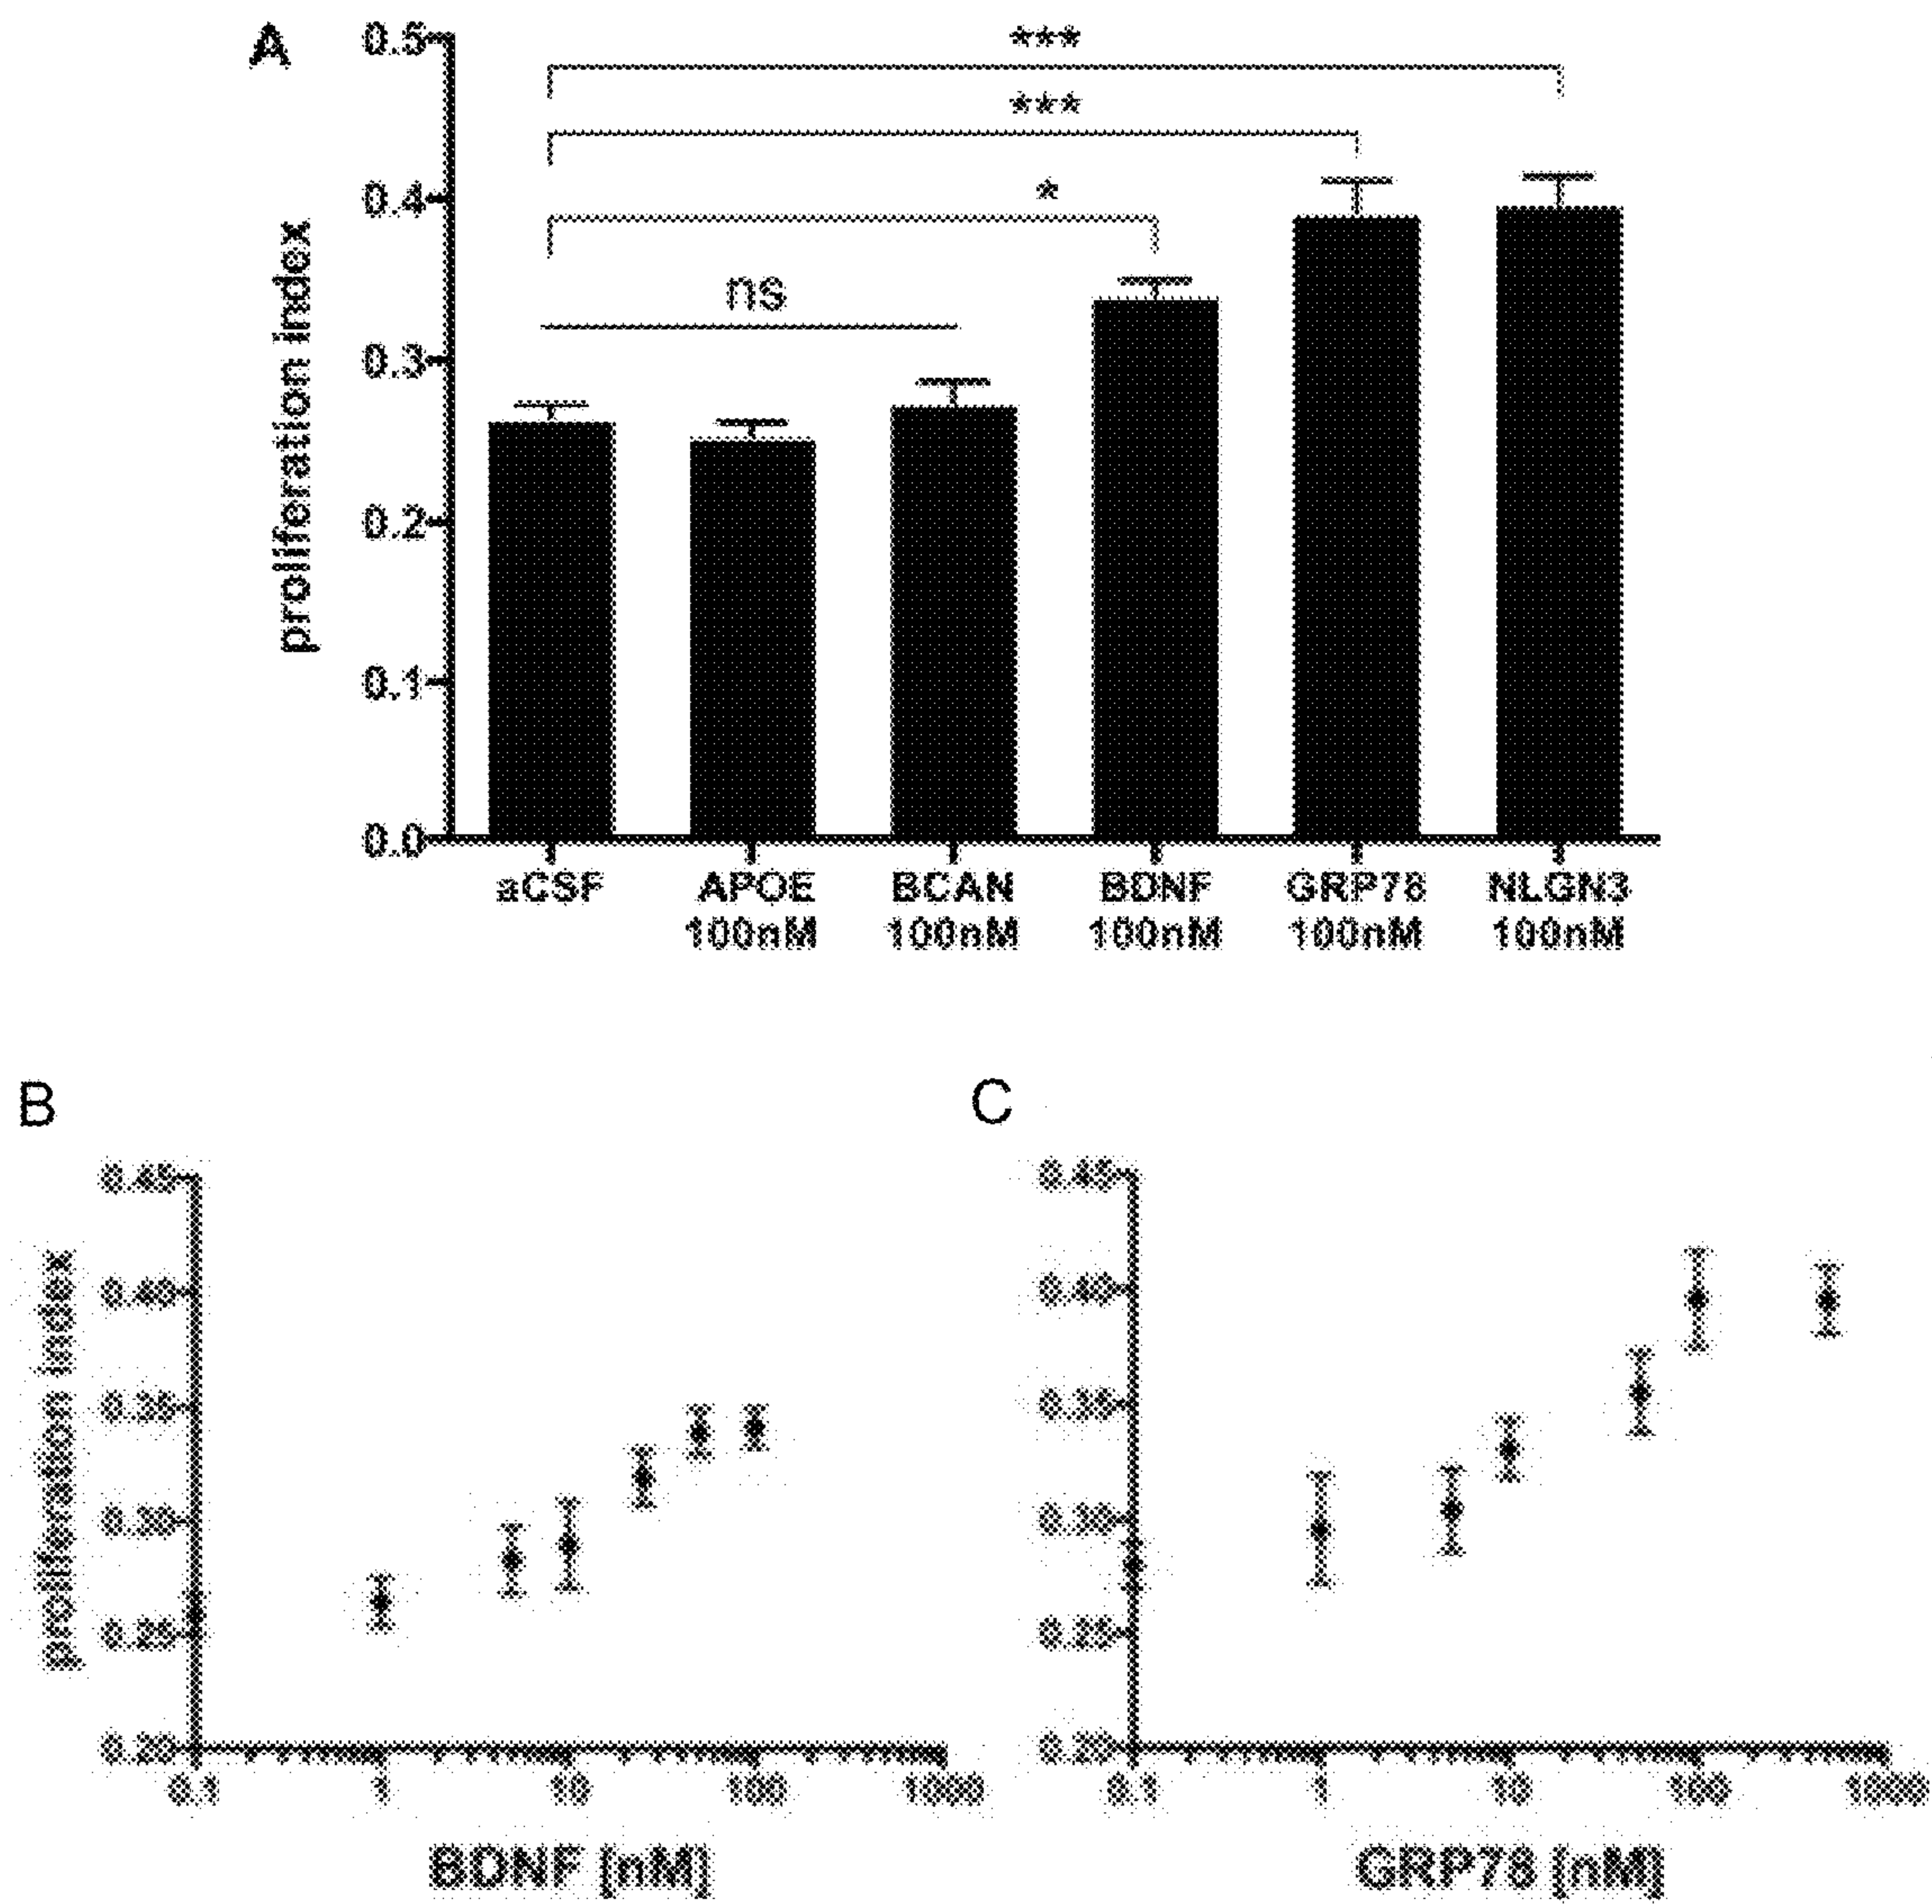 A
0.5
***
***
0.4
*
ns
0.3
0.2
0.1
0.0
proliferation index
aCSF APOE BCAN BDNF GRP78 NLGN3
100nM 100nM 100nM 100nM 100nM
B
0.45
0.40
0.35
0.30
0.25
0.20
proliferation index
0.1 1 10 100 1000
BDNF [nM]
C
0.45
0.40
0.35
0.30
0.25
0.20
0.1 1 10 100 1000
GRP78 [nM]